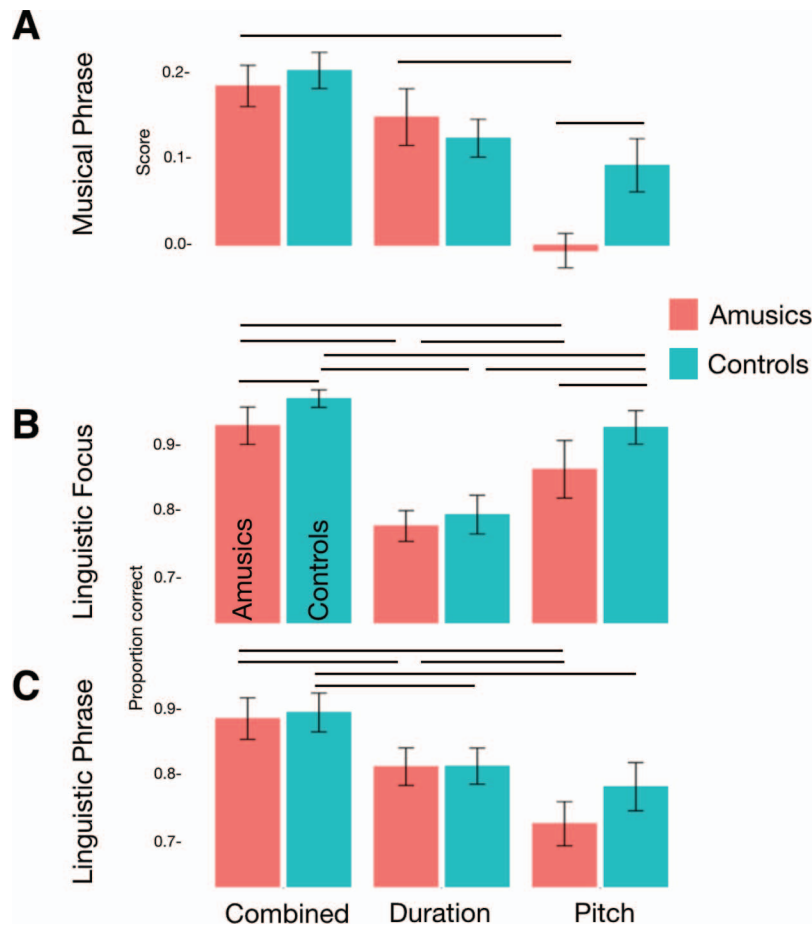 A
Musical Phrase
Score
0.2-
0.1-
0.0-
Amusics
Controls
B
Linguistic Focus
Proportion correct
0.9-
0.8-
0.7-
Amusics
Controls
C
Linguistic Phrase
0.9-
0.8-
0.7-
Combined Duration Pitch